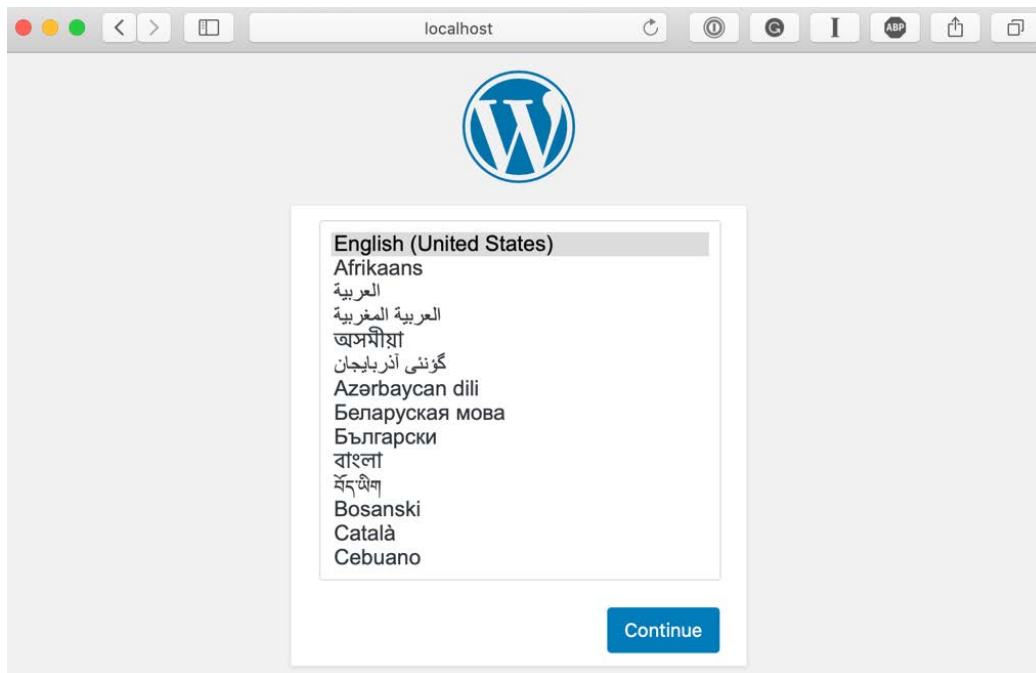 localhost
ABP
English (United States)
Afrikaans
العربية
العربية المغربية
অসমীয়া
گؤنئی آذربایجان
Azərbaycan dili
Беларуская мова
Български
বাংলা
བོད་ཡིག
Bosanski
Català
Cebuano
Continue